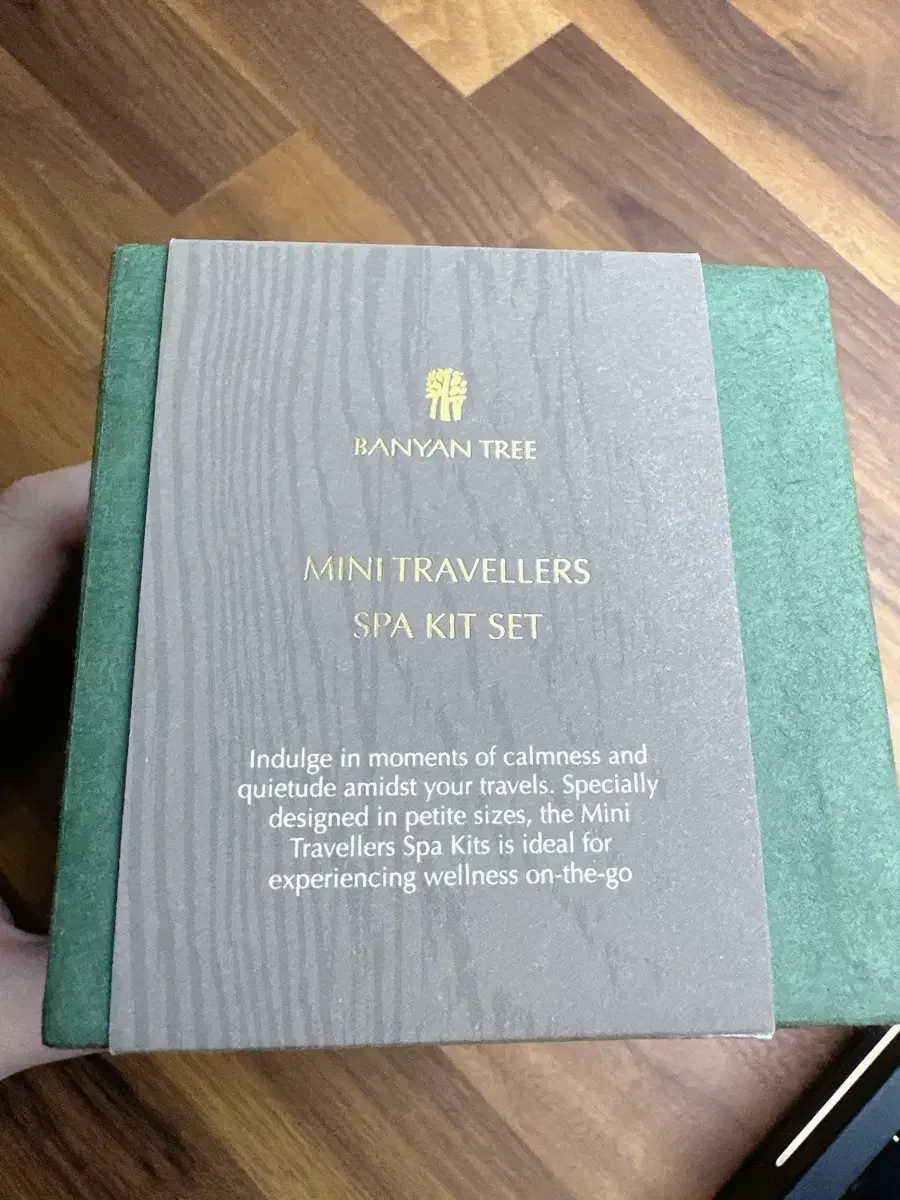 BANYAN TREE
MINI TRAVELLERS
SPA KIT SET
Indulge in moments of calmness and
quietude amidst your travels. Specially
designed in petite sizes, the Mini
Travellers Spa Kits is ideal for
experiencing wellness on-the-go